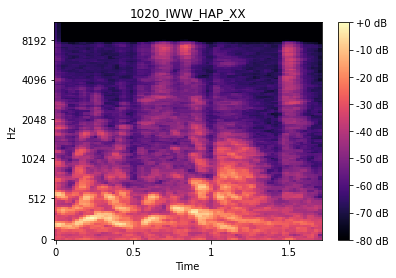 1020_IWW_HAP_XX
8192
4096
2048
1024
512
0
Hz
0
0.5
1
1.5
Time
+0 dB
-10 dB
-20 dB
-30 dB
-40 dB
-50 dB
-60 dB
-70 dB
-80 dB